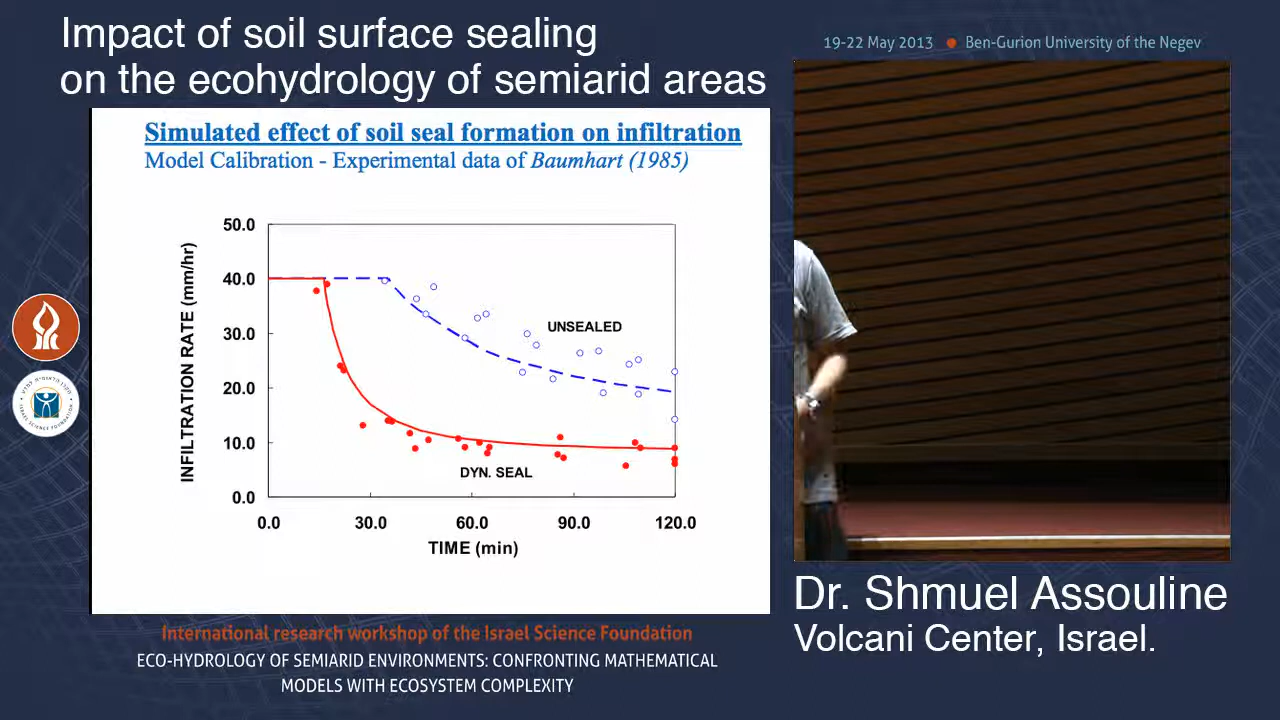 Impact of soil surface sealing
on the ecohydrology of semiarid areas
19-22 May 2013 ● Ben-Gurion University of the Negev
Simulated effect of soil seal formation on infiltration
Model Calibration - Experimental data of Baumhart (1985)
INFILTRATION RATE (mm/hr)
50.0
40.0
30.0
20.0
10.0
0.0
UNSEALED
DYN. SEAL
0.0 30.0 60.0 90.0 120.0
TIME (min)
Dr. Shmuel Assouline
Volcani Center, Israel.
International research workshop of the Israel Science Foundation
ECO-HYDROLOGY OF SEMIARID ENVIRONMENTS: CONFRONTING MATHEMATICAL
MODELS WITH ECOSYSTEM COMPLEXITY